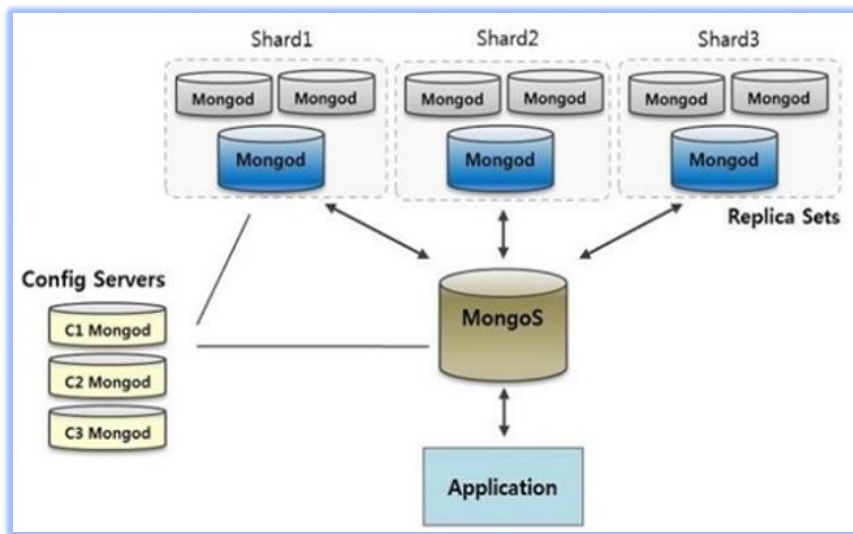 Shard1 Shard2 Shard3
Mongod Mongod Mongod Mongod Mongod Mongod
Mongod Mongod Mongod
Replica Sets
Config Servers
C1 Mongod
C2 Mongod
C3 Mongod
MongoS
Application